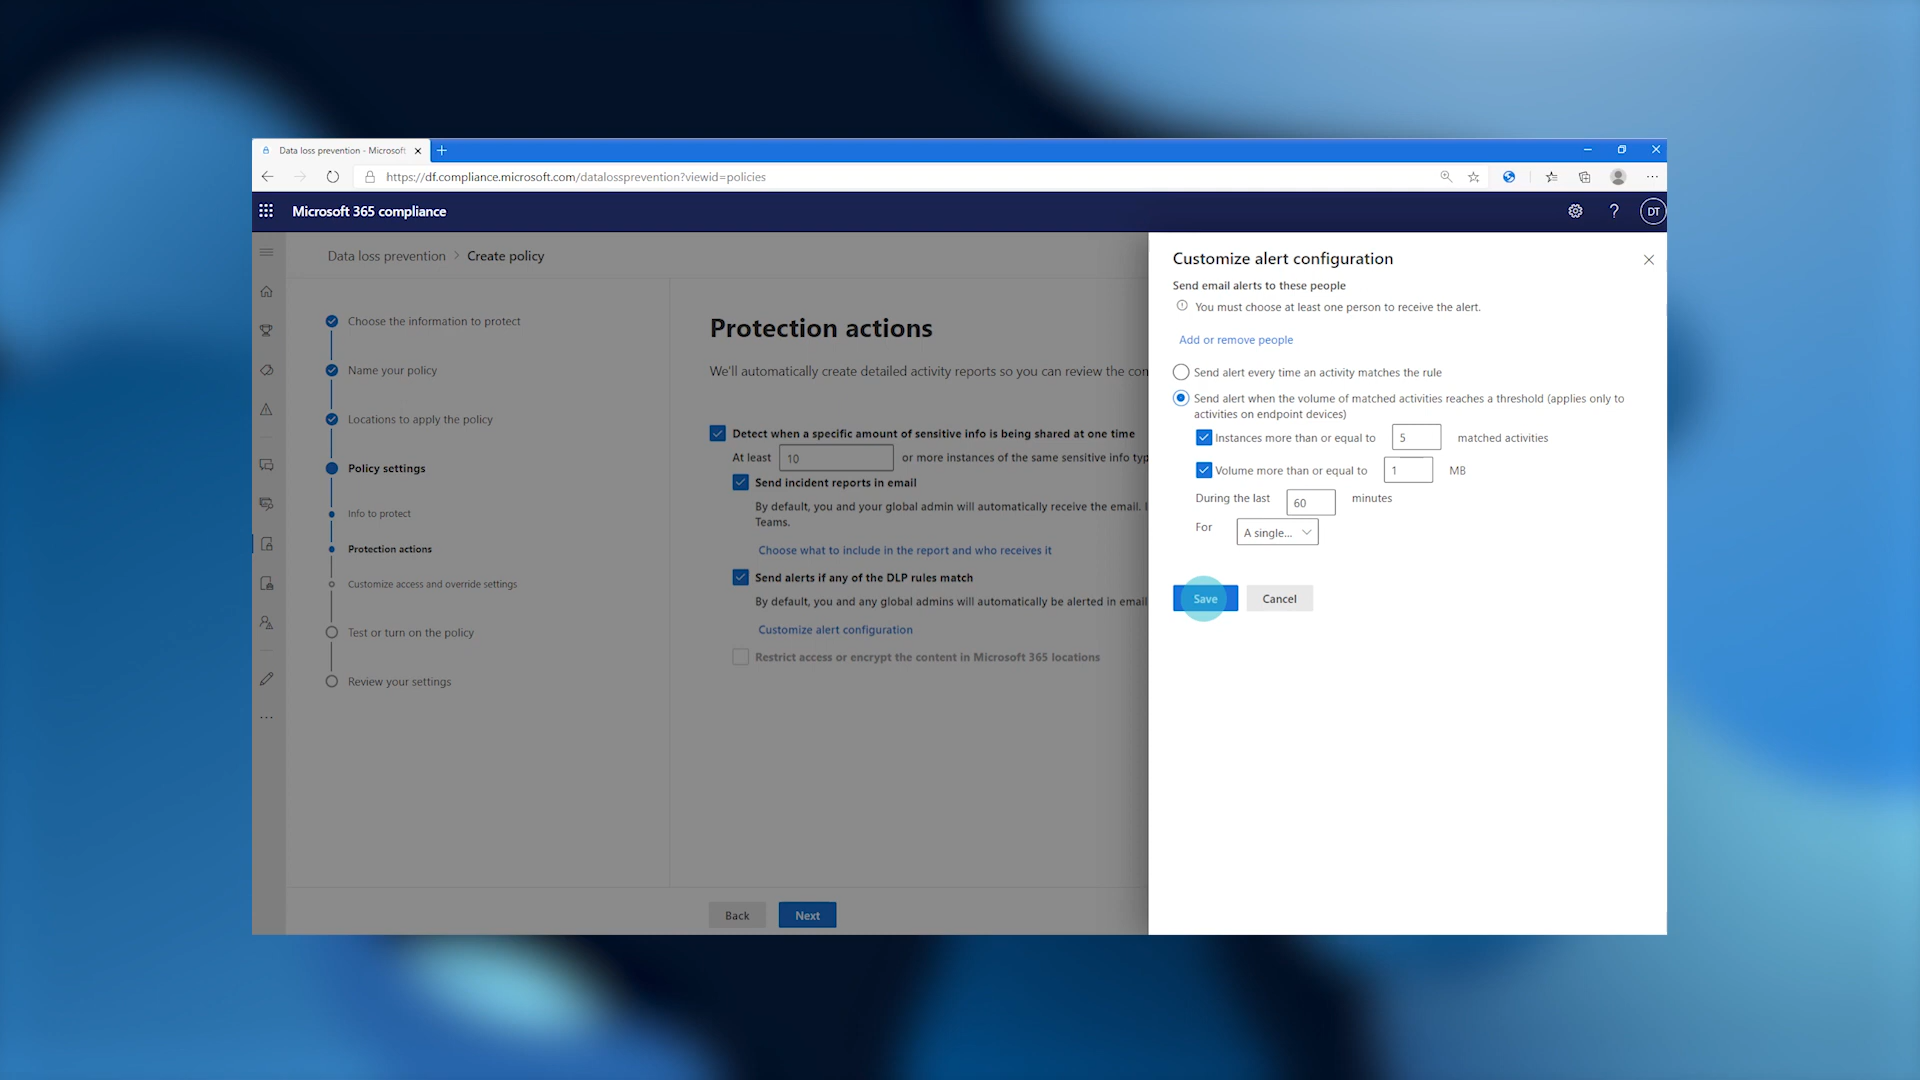 Data loss prevention - Microsoft
https://df.compliance.microsoft.com/datalossprevention?viewid=policies
Microsoft 365 compliance
? DT
Data loss prevention > Create policy
Choose the information to protect
Name your policy
Locations to apply the policy
Policy settings
Info to protect
Protection actions
Customize access and override settings
Test or turn on the policy
Review your settings
Protection actions
We'll automatically create detailed activity reports so you can review the con
Detect when a specific amount of sensitive info is being shared at one time
At least 10 or more instances of the same sensitive info typ
Send incident reports in email
By default, you and your global admin will automatically receive the email.
Teams.
Choose what to include in the report and who receives it
Send alerts if any of the DLP rules match
By default, you and any global admins will automatically be alerted in email
Customize alert configuration
Restrict access or encrypt the content in Microsoft 365 locations
Back Next
Customize alert configuration
Send email alerts to these people
You must choose at least one person to receive the alert.
Add or remove people
Send alert every time an activity matches the rule
Send alert when the volume of matched activities reaches a threshold (applies only to
activities on endpoint devices)
Instances more than or equal to 5 matched activities
Volume more than or equal to 1 MB
During the last 60 minutes
For A single...
Save Cancel